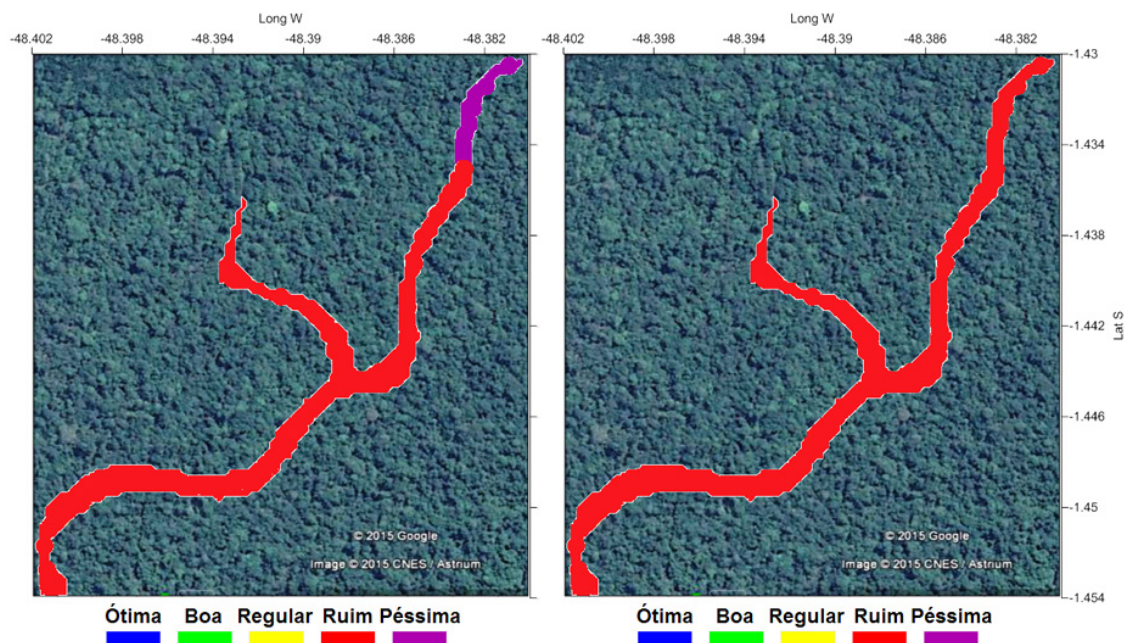 Long W
-48.402 -48.398 -48.394 -48.39 -48.386 -48.382
Long W
-48.402 -48.398 -48.394 -48.39 -48.386 -48.382
-1.43
-1.434
-1.438
-1.442
-1.446
-1.45
-1.454
Lat S
© 2015 Google
Image © 2015 CNES / Astrium
© 2015 Google
Image © 2015 CNES / Astrium
Ótima Boa Regular Ruim Péssima
Ótima Boa Regular Ruim Péssima